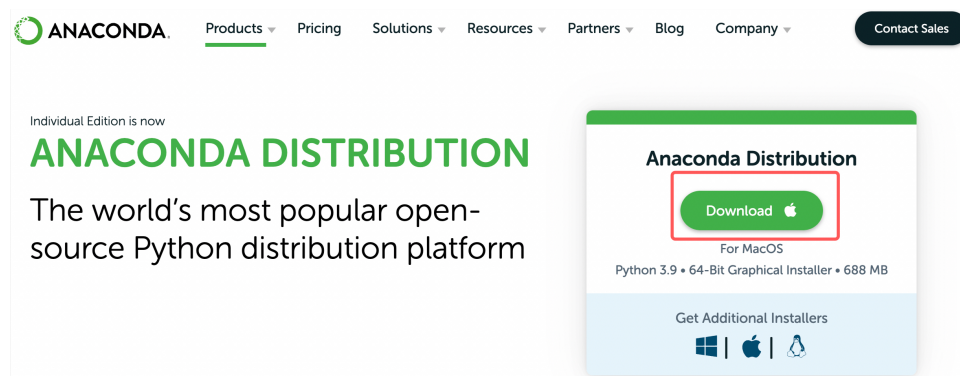 ANACONDA.
Products Pricing Solutions Resources Partners Blog Company Contact Sales
Individual Edition is now
ANACONDA DISTRIBUTION
The world's most popular open-
source Python distribution platform
Anaconda Distribution
Download
For MacOS
Python 3.9 • 64-Bit Graphical Installer • 688 MB
Get Additional Installers